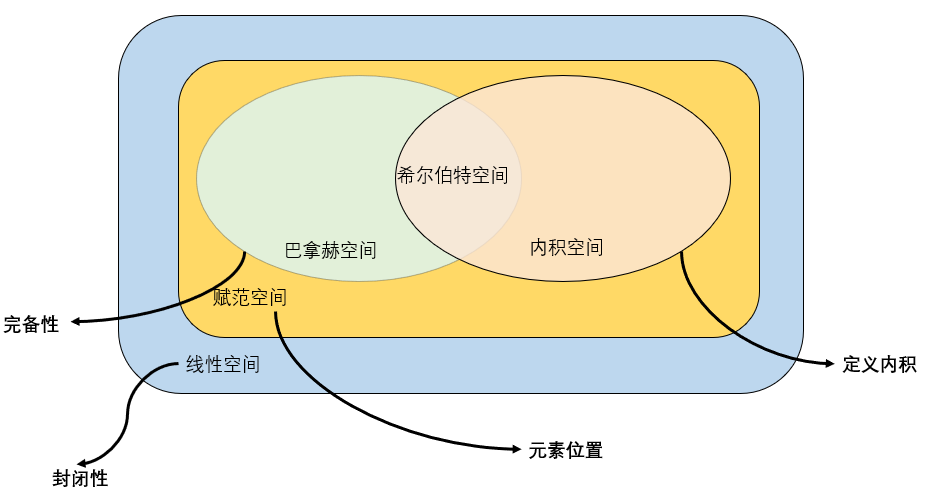 希尔伯特空间
巴拿赫空间
内积空间
赋范空间
完备性
线性空间
定义内积
元素位置
封闭性